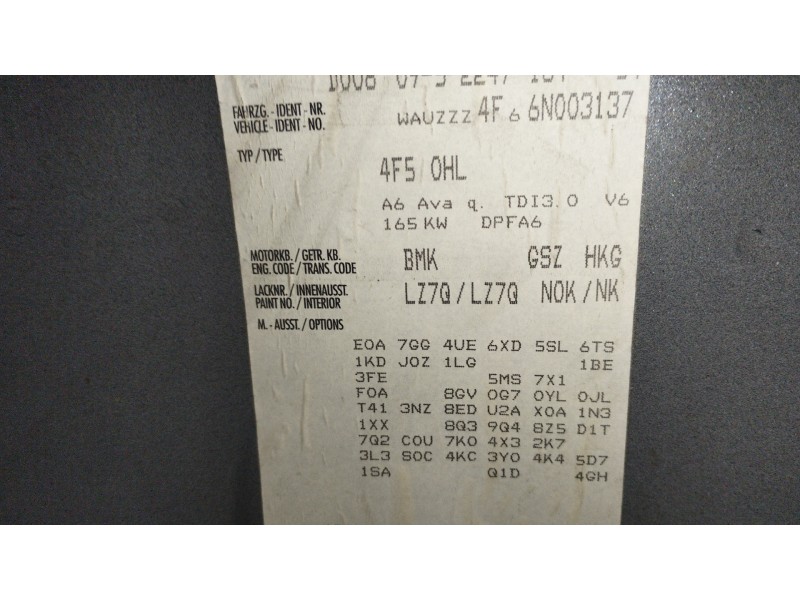 FAHRZG. - IDENT - NR.
VEHICLE - IDENT - NO.
WAUZZZ 4F 6 6N003137
TYP / TYPE
4F5 0HL
A6 Ava q. TDI3.0 V6
165 KW DPFA6
MOTORKB. / GETR. KB.
ENG. CODE / TRANS. CODE
BMK GSZ HKG
LACKNR. / INNENAUSST.
PAINT NO. / INTERIOR
LZ7Q / LZ7Q N0K / NK
M. - AUSST. / OPTIONS
E0A 7GG 4UE 6XD 5SL 6TS
1KD J0Z 1LG 1BE
3FE 5MS 7X1
F0A 8GV 0G7 0YL 0JL
T41 3NZ 8ED U2A X0A 1N3
1XX 8Q3 9Q4 8Z5 D1T
7Q2 C0U 7K0 4X3 2K7
3L3 S0C 4KC 3Y0 4K4 5D7
1SA Q1D 4GH